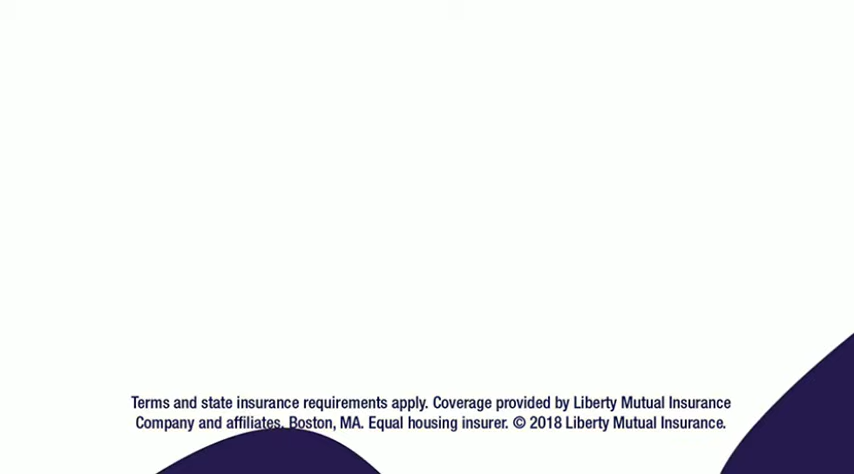 Terms and state insurance requirements apply. Coverage provided by Liberty Mutual Insurance
Company and affiliates, Boston, MA. Equal housing insurer. © 2018 Liberty Mutual Insurance.